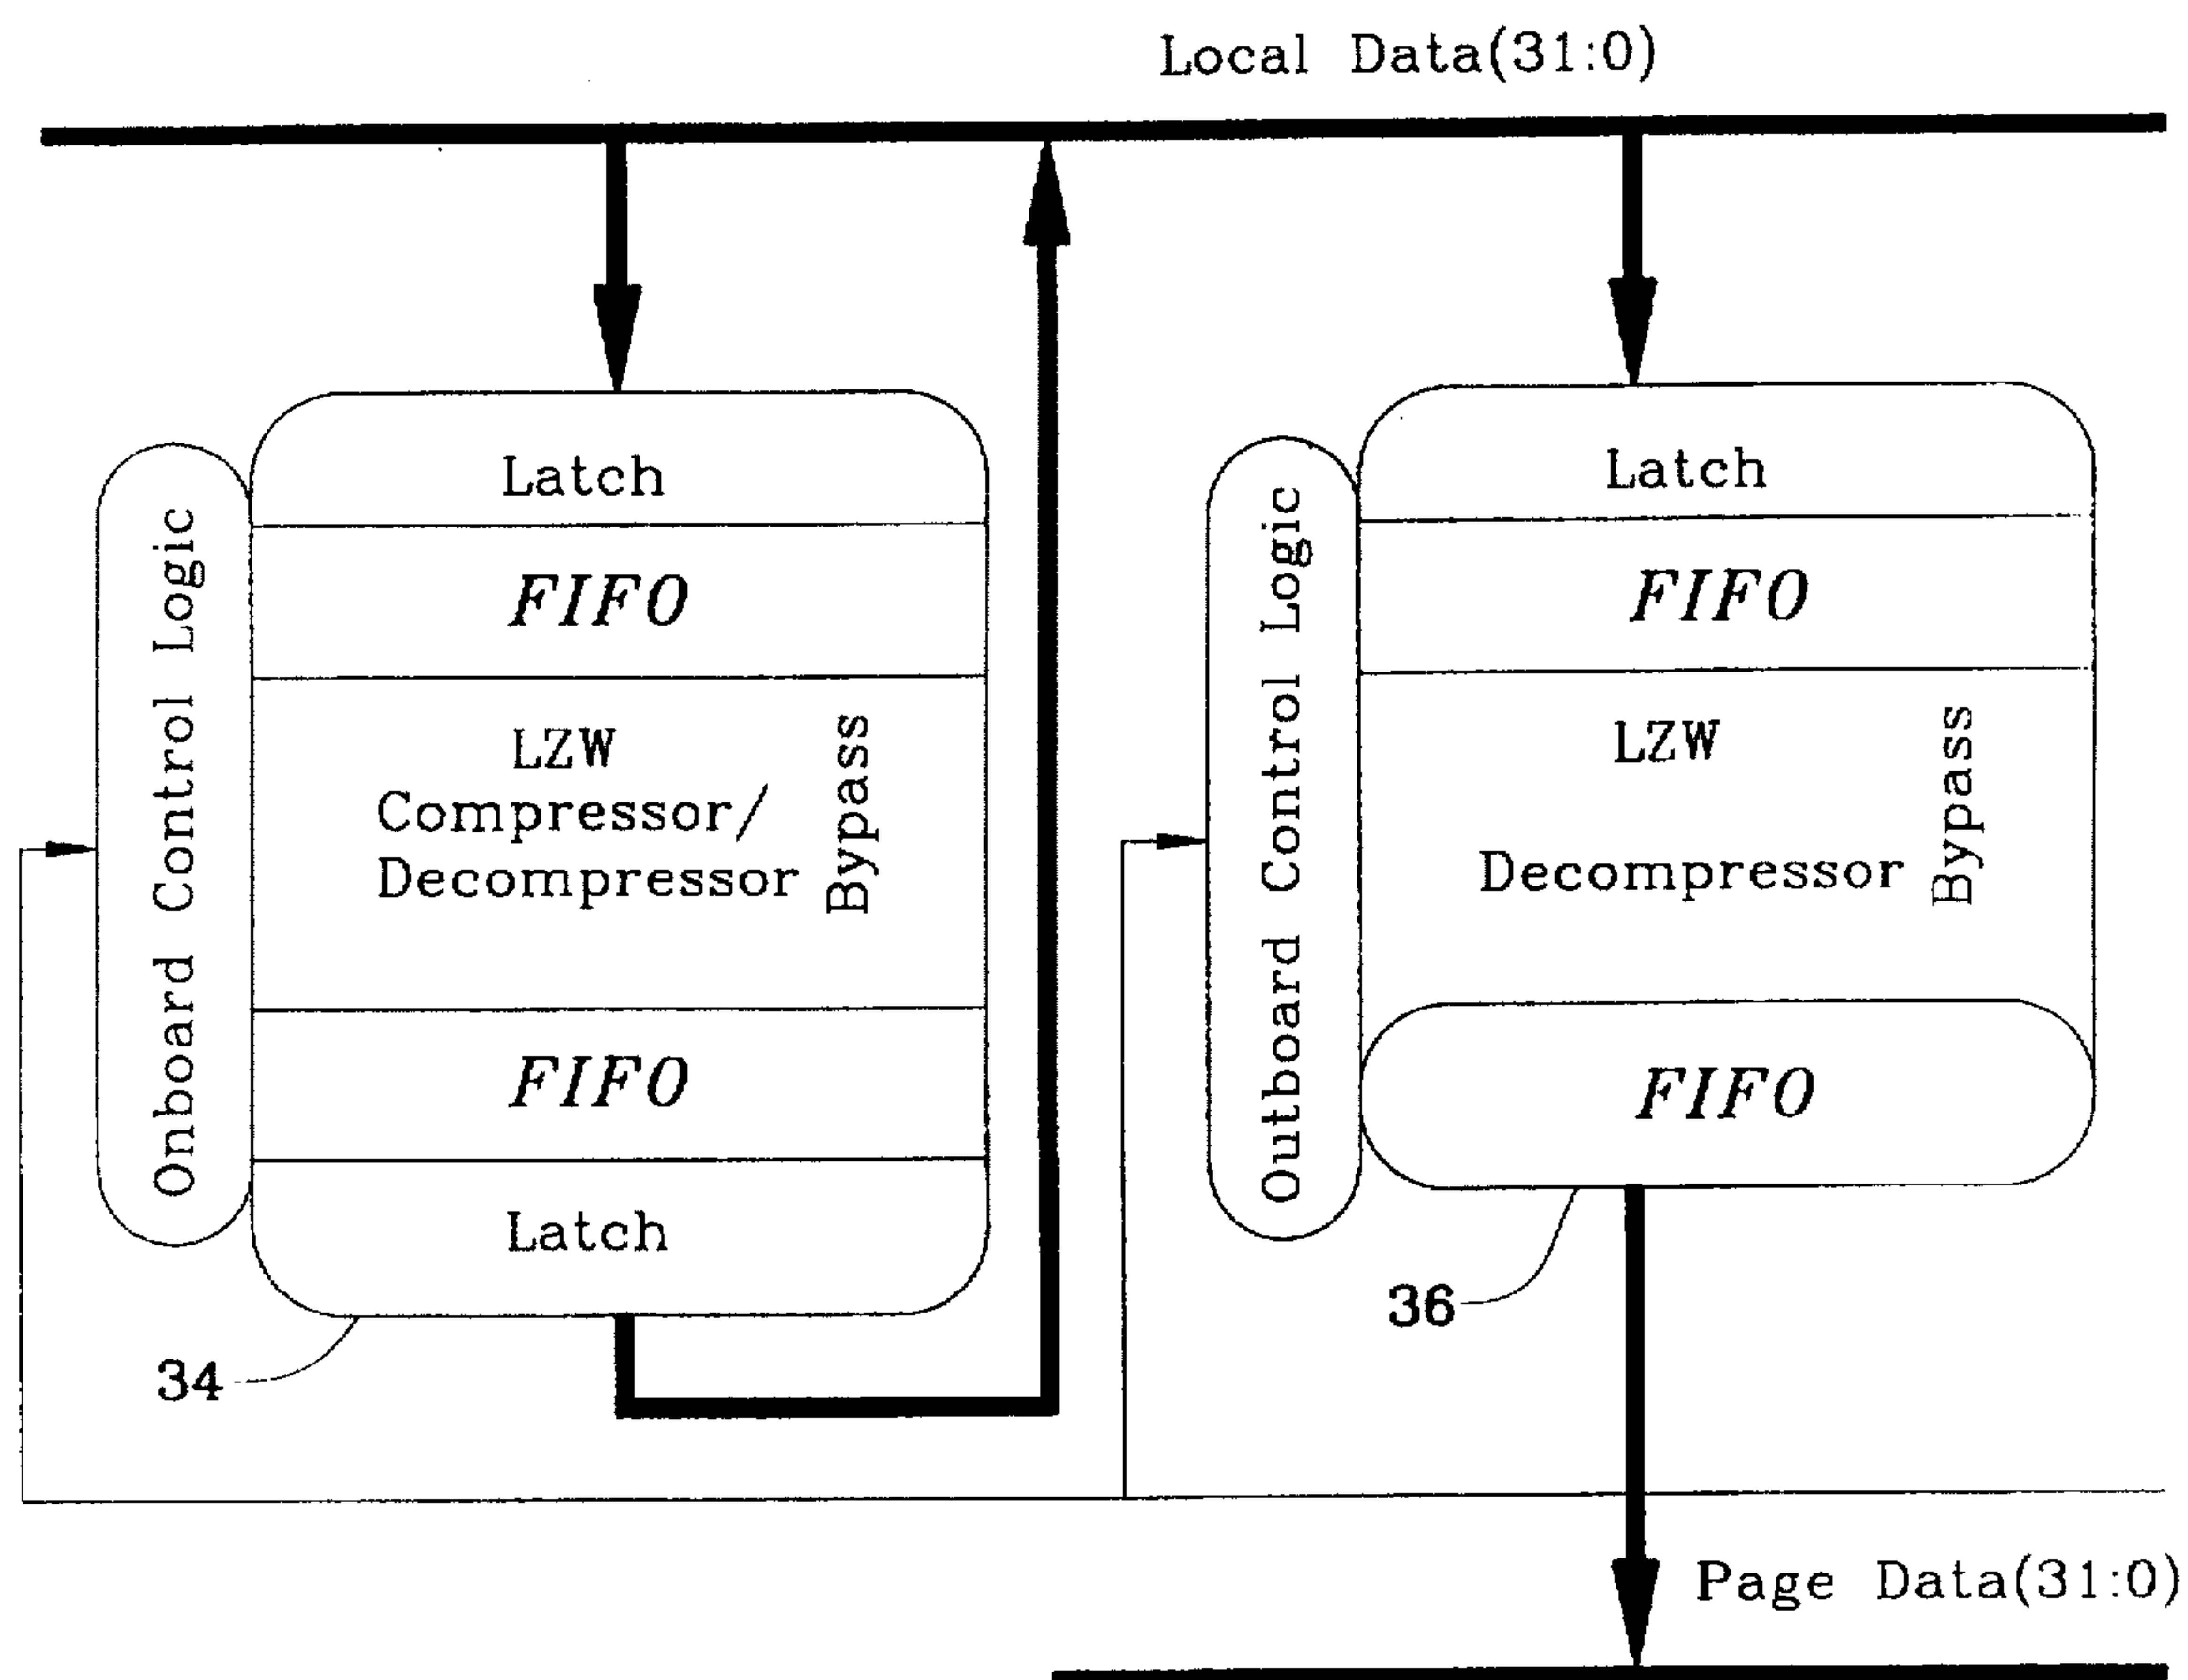 Local Data(31:0)
Onboard Control Logic
Latch
FIFO
LZW
Compressor/
Decompressor
Bypass
FIFO
Latch
34
Outboard Control Logic
Latch
FIFO
LZW
Decompressor
Bypass
FIFO
36
Page Data(31:0)